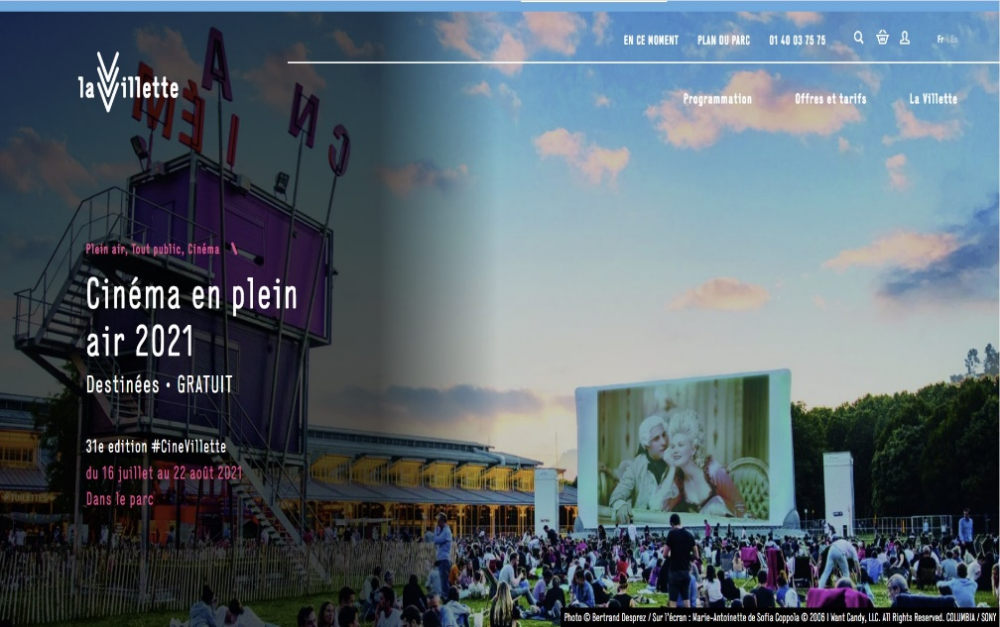 EN CE MOMENT PLAN DU PARC 01 40 03 75 75 Fr En
la Villette
Programmation Offres et tarifs La Villette
CINÉMA
Plein air, Tout public, Cinéma
Cinéma en plein
air 2021
Destinées • GRATUIT
31e edition #CineVillette
du 16 juillet au 22 août 2021
Dans le parc
Photo © Bertrand Desprez / Sur l'écran : Marie-Antoinette de Sofia Coppola © 2006 I Want Candy, LLC. All Rights Reserved. COLUMBIA / SONY